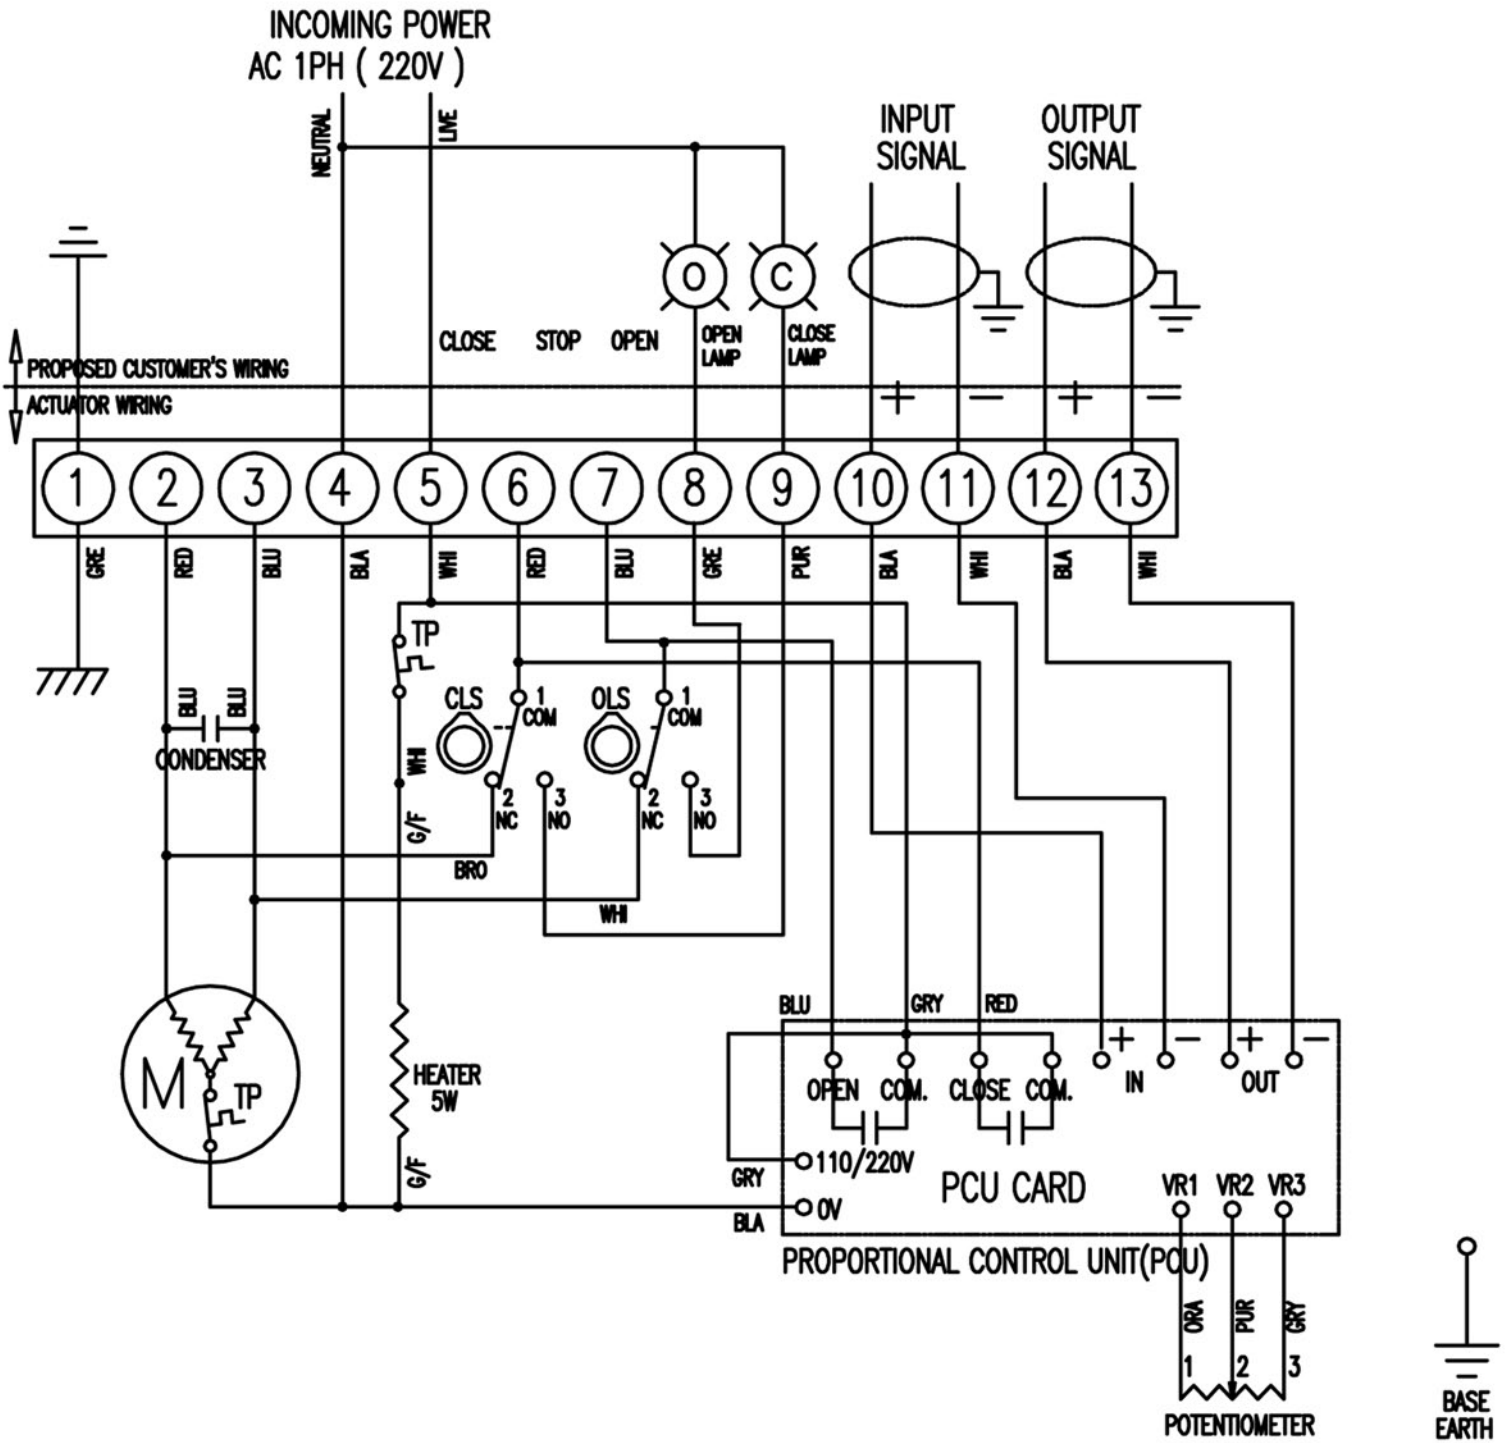 INCOMING POWER
AC 1PH ( 220V )
NEUTRAL
LIVE
INPUT
SIGNAL
OUTPUT
SIGNAL
O
C
CLOSE STOP OPEN
OPEN
LAMP
CLOSE
LAMP
PROPOSED CUSTOMER'S WIRING
ACTUATOR WIRING
+ − + −
1 2 3 4 5 6 7 8 9 10 11 12 13
GRE RED BLU BLA WHI RED BLU GRE PUR BLA WHI BLA WHI
TP
BLU BLU
CONDENSER
CLS
1
COM
OLS
1
COM
WHI
2
NC
3
NO
2
NC
3
NO
G/F
BRO
WHI
BLU GRY RED
M
TP
HEATER
5W
G/F
+ − + −
OPEN COM. CLOSE COM. IN OUT
110/220V
GRY
0V
BLA
PCU CARD
VR1 VR2 VR3
PROPORTIONAL CONTROL UNIT(PCU)
ORA PUR GRY
1 2 3
POTENTIOMETER
BASE
EARTH